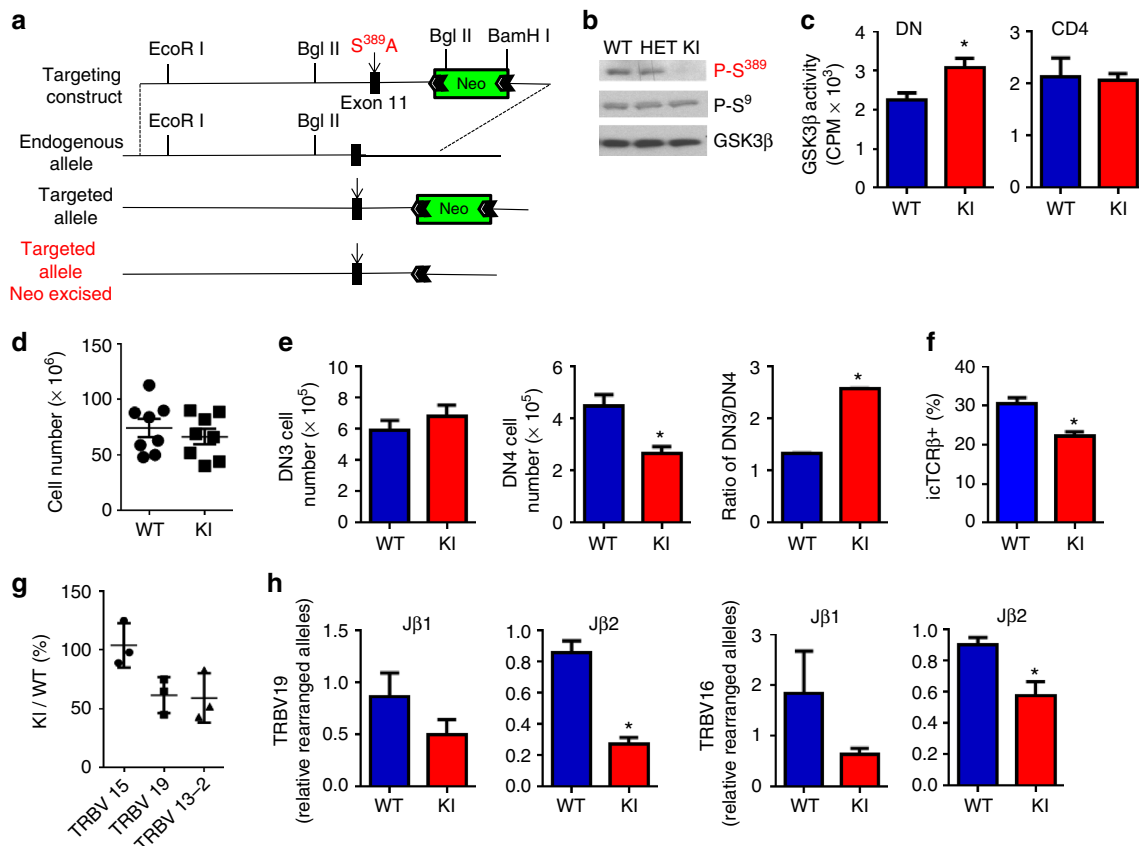 a
EcoR I
Bgl II
S³⁸⁹A
Bgl II
BamH I
Targeting
construct
Neo
Exon 11
EcoR I
Bgl II
Endogenous
allele
Targeted
allele
Neo
Targeted
allele
Neo excised
b
WT HET KI
P-S³⁸⁹
P-S⁹
GSK3β
c
DN
CD4
GSK3β activity
(CPM × 10³)
4
3
2
1
0
*
WT
KI
3
2
1
0
WT
KI
d
Cell number (× 10⁶)
150
100
50
0
WT
KI
e
DN3 cell
number (× 10⁵)
10
8
6
4
2
0
WT
KI
DN4 cell
number (× 10⁵)
6
4
2
0
*
WT
KI
Ratio of DN3/DN4
3
2
1
0
*
WT
KI
f
icTCRβ+ (%)
40
30
20
10
0
*
WT
KI
g
KI / WT (%)
150
100
50
0
TRBV 15
TRBV 19
TRBV 13–2
h
TRBV19
(relative rearranged alleles)
Jβ1
1.5
1.0
0.5
0.0
WT
KI
Jβ2
1.0
0.8
0.6
0.4
0.2
0.0
*
WT
KI
TRBV16
(relative rearranged alleles)
Jβ1
3
2
1
0
WT
KI
Jβ2
1.0
0.8
0.6
0.4
0.2
0.0
*
WT
KI